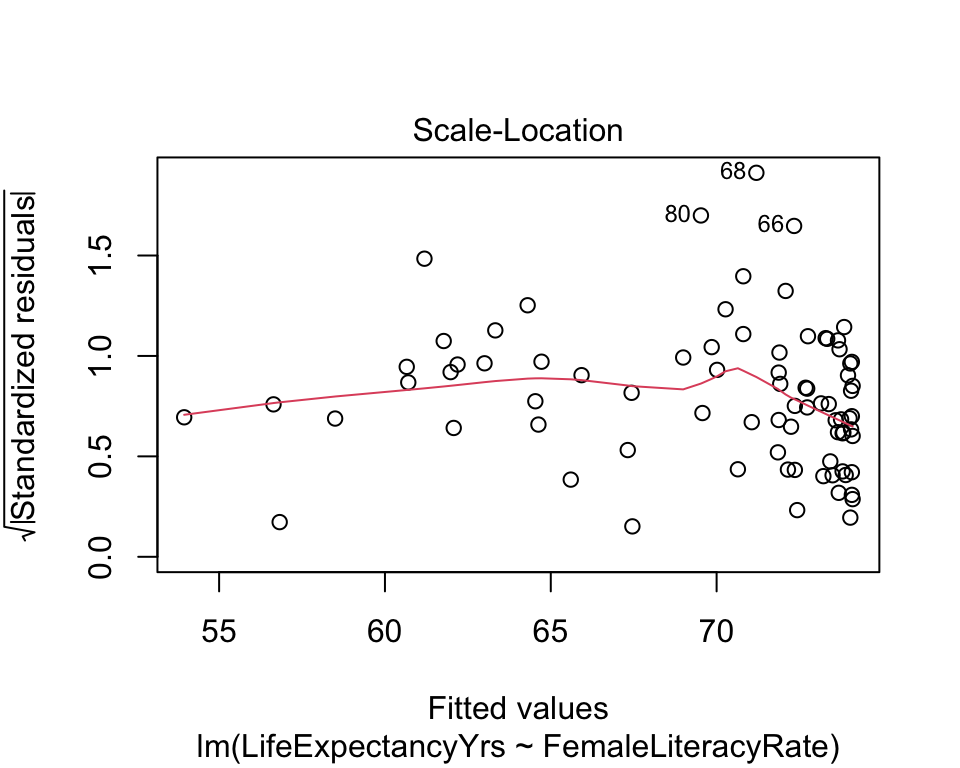 Scale-Location
√|Standardized residuals|
1.5
1.0
0.5
0.0
68
80
66
55 60 65 70
Fitted values
lm(LifeExpectancyYrs ~ FemaleLiteracyRate)